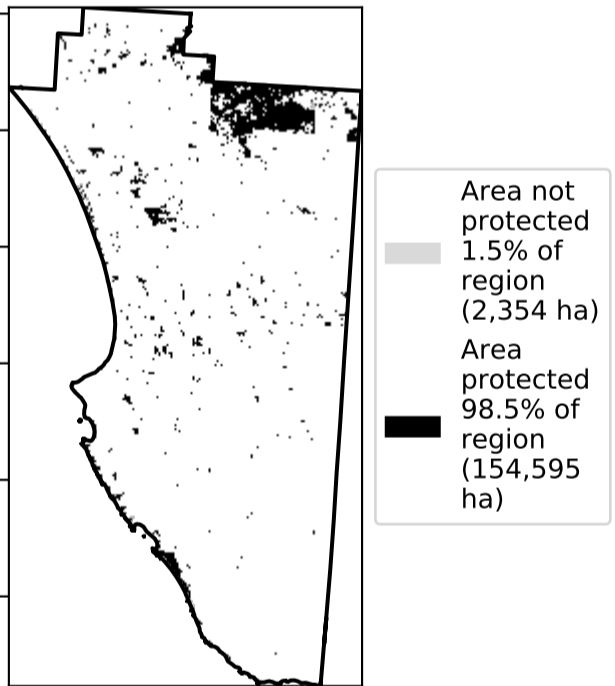 Area not
protected
1.5% of
region
(2,354 ha)
Area
protected
98.5% of
region
(154,595
ha)